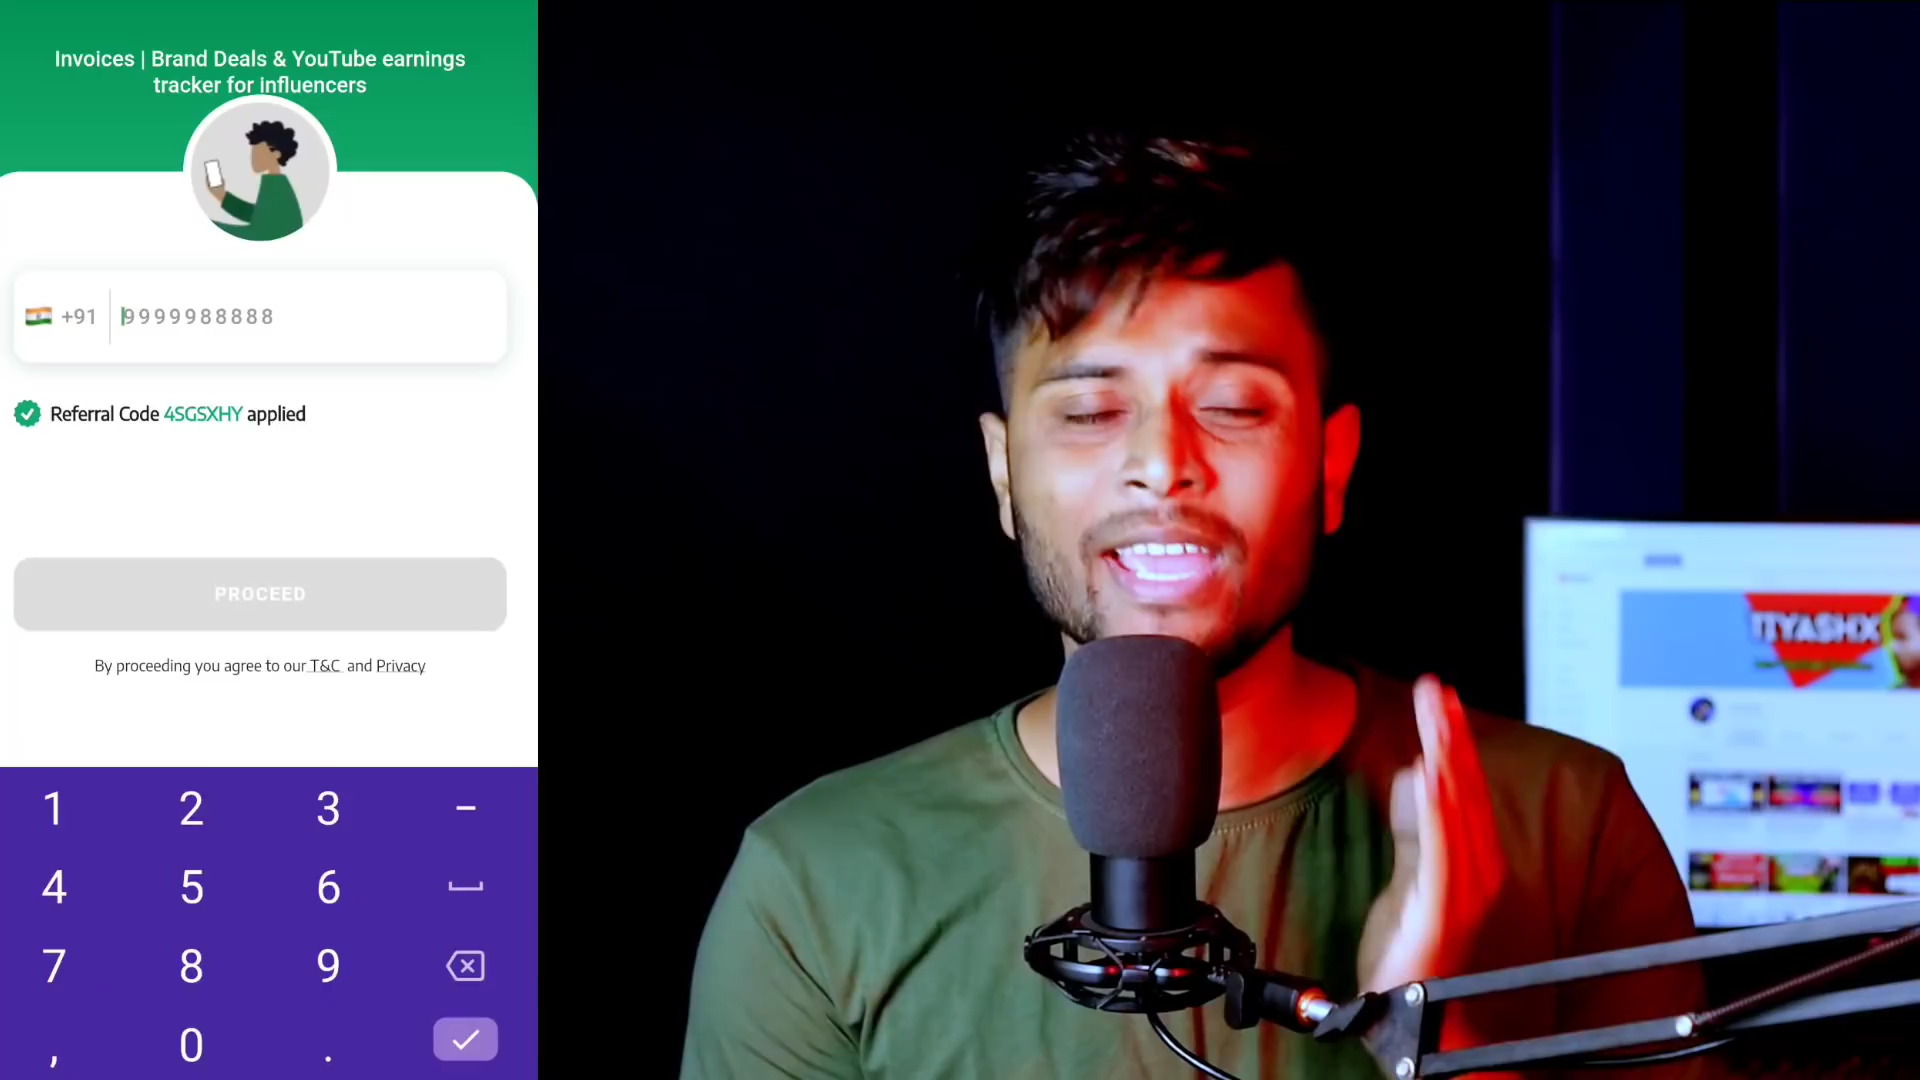 Invoices | Brand Deals & YouTube earnings
tracker for influencers
+91 9999988888
Referral Code 4SGSXHY applied
PROCEED
By proceeding you agree to our T&C and Privacy
1 2 3 -
4 5 6
7 8 9
, 0 .
ITYASHX